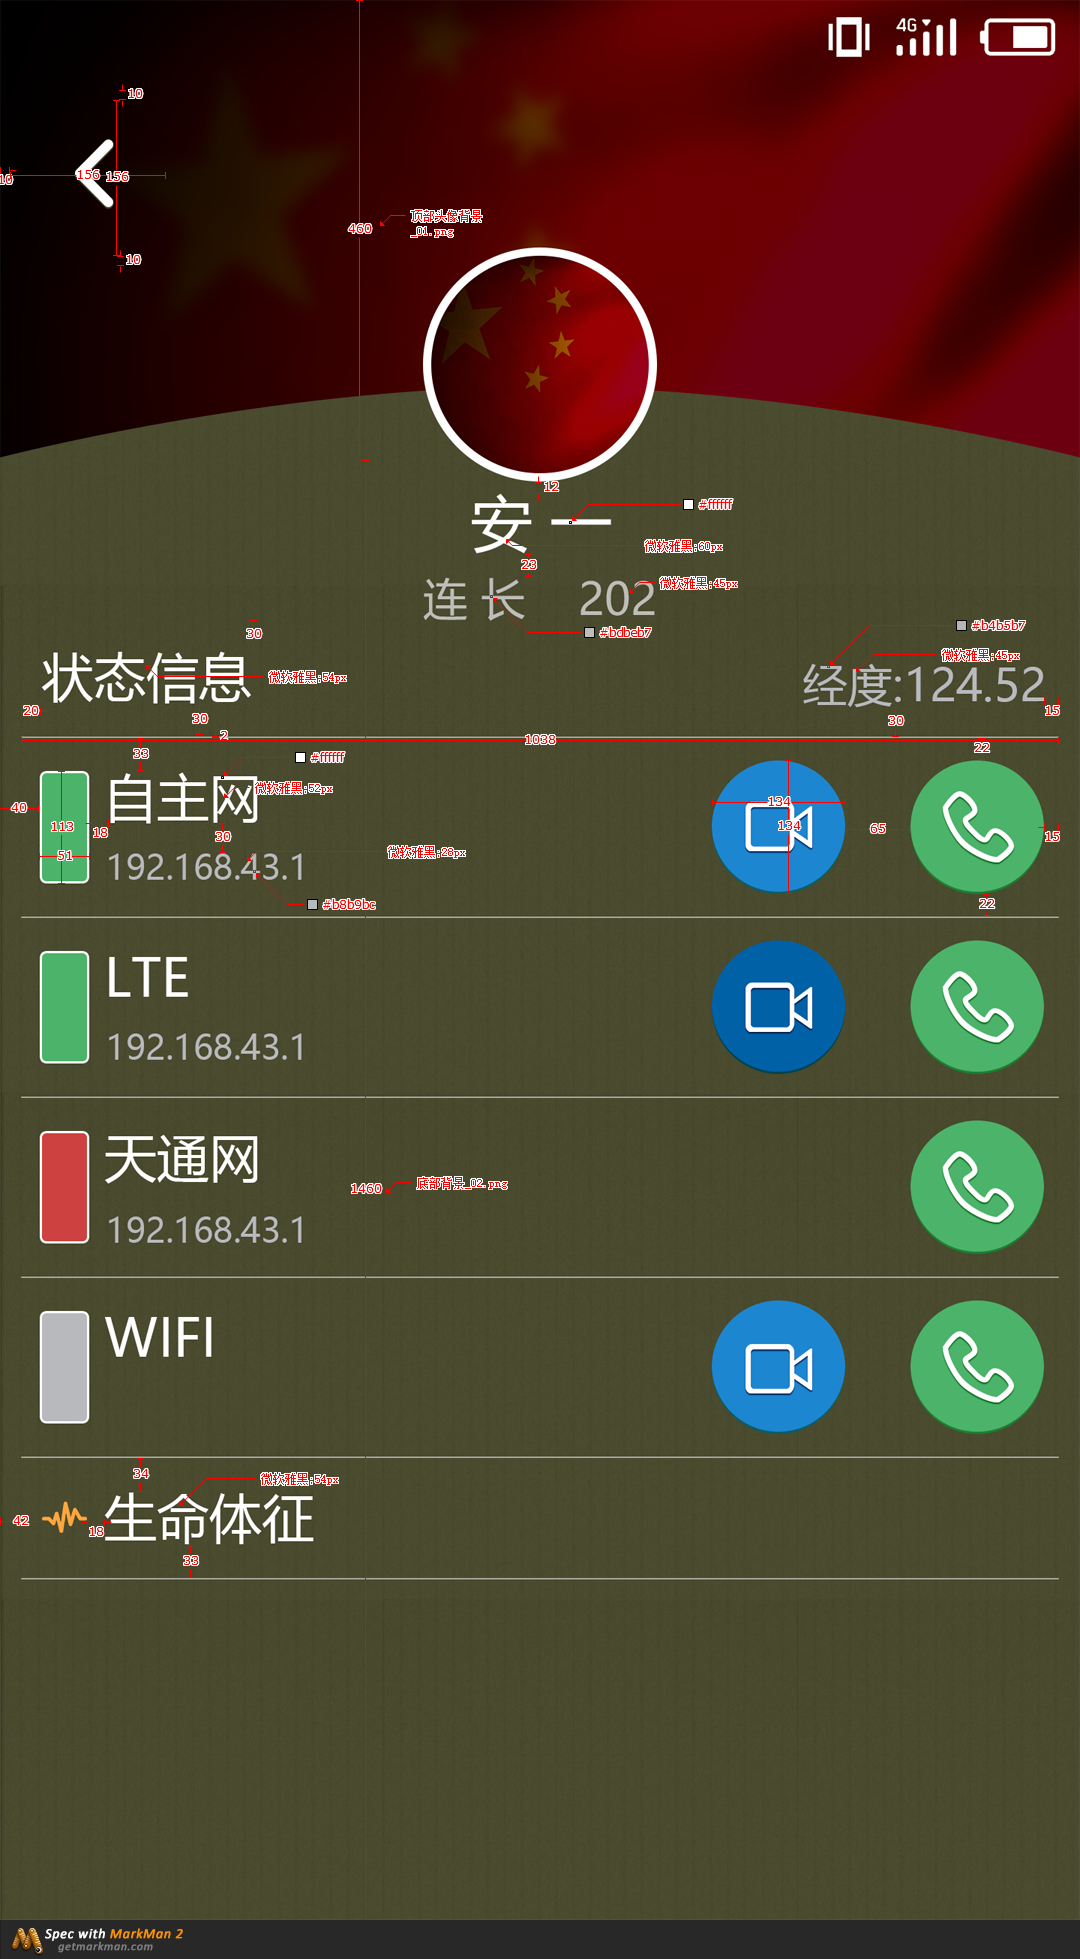 4G
10
10
156
156
10
460
顶部头像背景
_01.png
12
安一
#ffffff
微软雅黑:60px
23
连长 202
微软雅黑:45px
#bdbeb7
30
#b4b5b7
状态信息
微软雅黑:54px
微软雅黑:45px
经度:124.52
20
30
2
30
15
1038
33
22
#ffffff
自主网
微软雅黑:52px
40
113
18
51
30
134
134
65
15
192.168.43.1
微软雅黑:28px
#b8b9bc
22
LTE
192.168.43.1
天通网
1460
底部背景_02.png
192.168.43.1
WIFI
34
微软雅黑:54px
42
18
生命体征
33
Spec with MarkMan 2
getmarkman.com